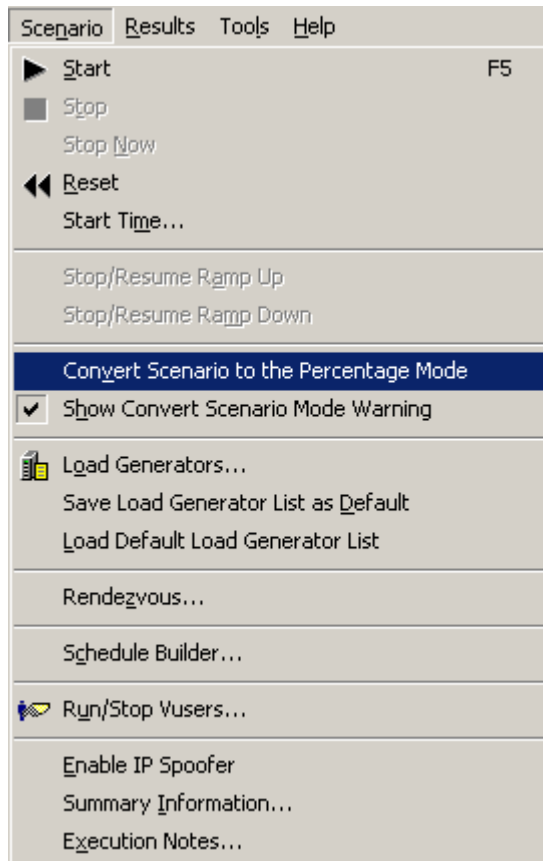 Scenario Results Tools Help
Start F5
Stop
Stop Now
Reset
Start Time...
Stop/Resume Ramp Up
Stop/Resume Ramp Down
Convert Scenario to the Percentage Mode
Show Convert Scenario Mode Warning
Load Generators...
Save Load Generator List as Default
Load Default Load Generator List
Rendezvous...
Schedule Builder...
Run/Stop Vusers...
Enable IP Spoofer
Summary Information...
Execution Notes...